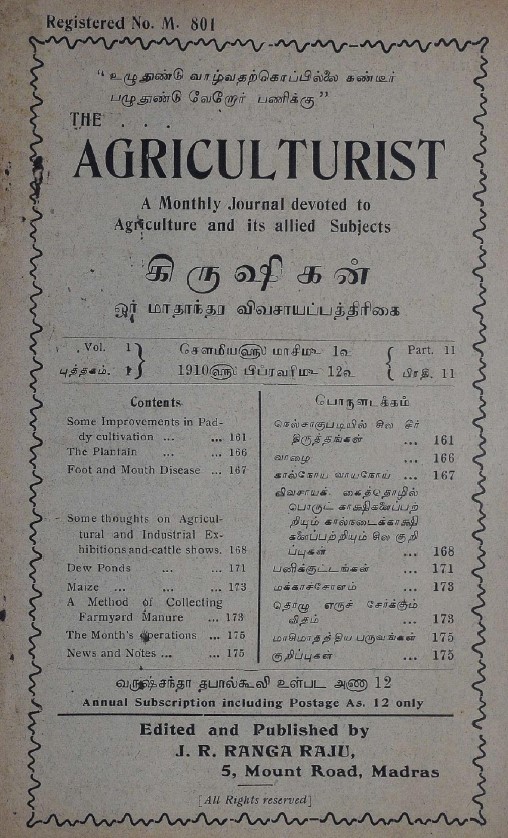 Registered No. M. 801
"உழுதுண்டு வாழ்வதற்கொப்பில்லை கண்டீர்
பழுதுண்டு வேறோர் பணிக்கு"
THE . . .
AGRICULTURIST
A Monthly Journal devoted to
Agriculture and its allied Subjects
கிருஷிகன்
ஓர் மாதாந்தர விவசாயப்பத்திரிகை
Vol. 1
புத்தகம். 1
சௌமிய௵ மாசிமீ 1௨
1910௵ பிப்ரவரிமீ 12௨
Part. 11
பிரதி. 11
Contents
Some Improvements in Pad-
dy cultivation ... ... 161
The Plantain ... ... 166
Foot and Mouth Disease ... 167
Some thoughts on Agricul-
tural and Industrial Ex-
hibitions and cattle shows. 168
Dew Ponds ... ... 171
Maize ... ... ... 173
A Method of Collecting
Farmyard Manure ... 173
The Month's operations ... 175
News and Notes ... ... 175
பொருளடக்கம்
நெல்சாகுபடியில் சில சீர்
திருத்தங்கள் ... 161
வாழை ... 166
கால்நோய் வாய்நோய் ... 167
விவசாயக் கைத்தொழில்
பொருட் காக்ஷிகளைப்பற்
றியும் கால்நடைக்காக்ஷி
களைப்பற்றியும் சில குறி
ப்புகள் ... 168
பனிக்குட்டங்கள் ... 171
மக்காச்சோளம் ... 173
தொழு எருச் சேர்க்கும்
விதம் ... 173
மாசிமாதத்திய பருவங்கள் 175
குறிப்புகள் ... 175
வருஷசந்தா தபால்கூலி உள்பட அணு 12
Annual Subscription including Postage As. 12 only
Edited and Published by
J. R. RANGA RAJU,
5, Mount Road, Madras
[All Rights reserved]